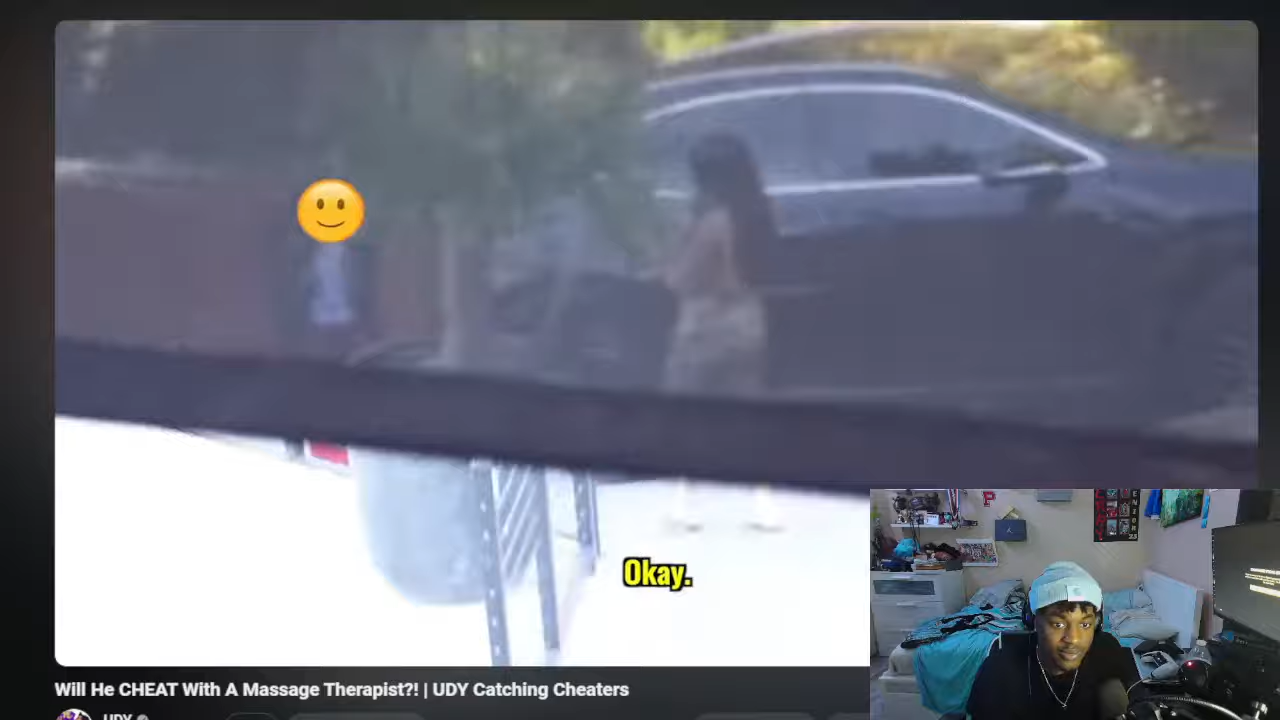 Okay.
Will He CHEAT With A Massage Therapist?! | UDY Catching Cheaters
UDY